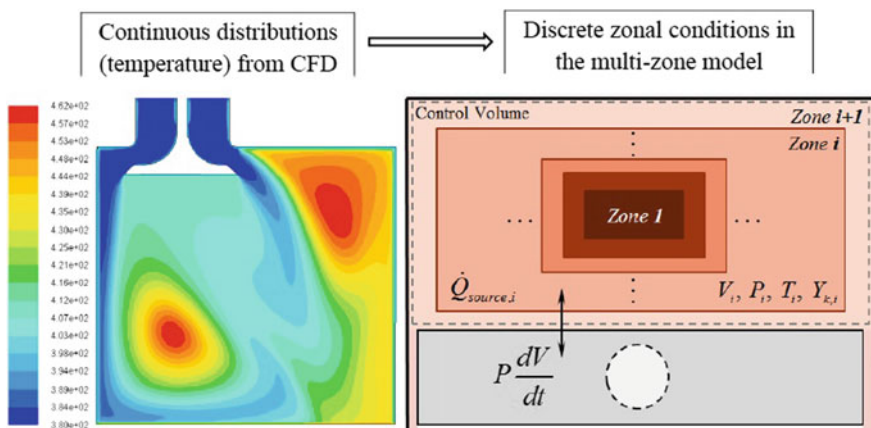 Continuous distributions
(temperature) from CFD
Discrete zonal conditions in
the multi-zone model
4.62e+02
4.57e+02
4.53e+02
4.48e+02
4.44e+02
4.39e+02
4.34e+02
4.30e+02
4.25e+02
4.21e+02
4.16e+02
4.12e+02
4.07e+02
4.03e+02
3.98e+02
3.94e+02
3.89e+02
3.84e+02
3.80e+02
Control Volume
Zone i+1
Zone i
Zone 1
Q̇source,i
Vi, Pi, Ti, Yk,i
P dV/dt